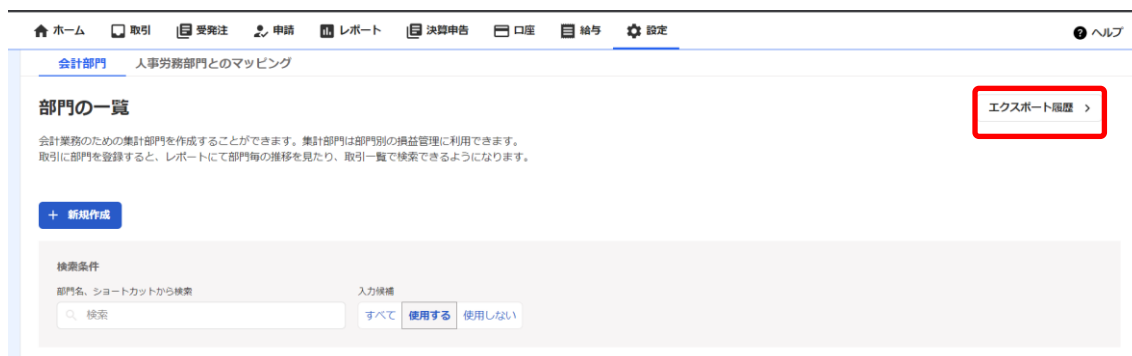 ホーム 取引 受発注 申請 レポート 決算申告 口座 給与 設定 ヘルプ
会計部門 人事労務部門とのマッピング
部門の一覧 エクスポート履歴
会計業務のための集計部門を作成することができます。集計部門は部門別の損益管理に利用できます。
取引に部門を登録すると、レポートにて部門毎の推移を見たり、取引一覧で検索できるようになります。
+ 新規作成
検索条件
部門名、ショートカットから検索 入力候補
検索 すべて 使用する 使用しない